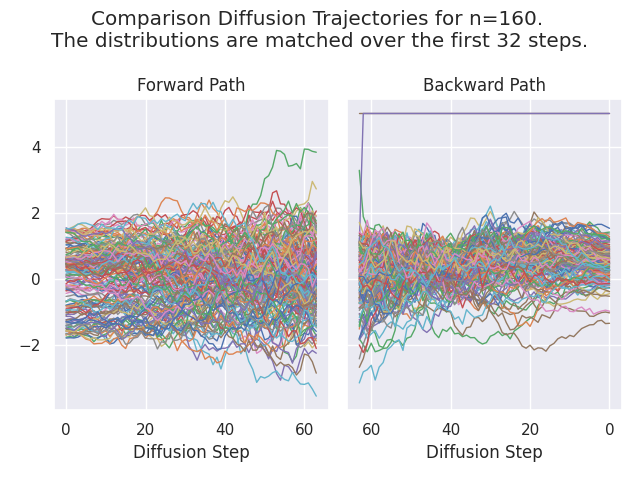 Comparison Diffusion Trajectories for n=160.
The distributions are matched over the first 32 steps.
Forward Path
Backward Path
4
2
0
−2
0 20 40 60
60 40 20 0
Diffusion Step
Diffusion Step